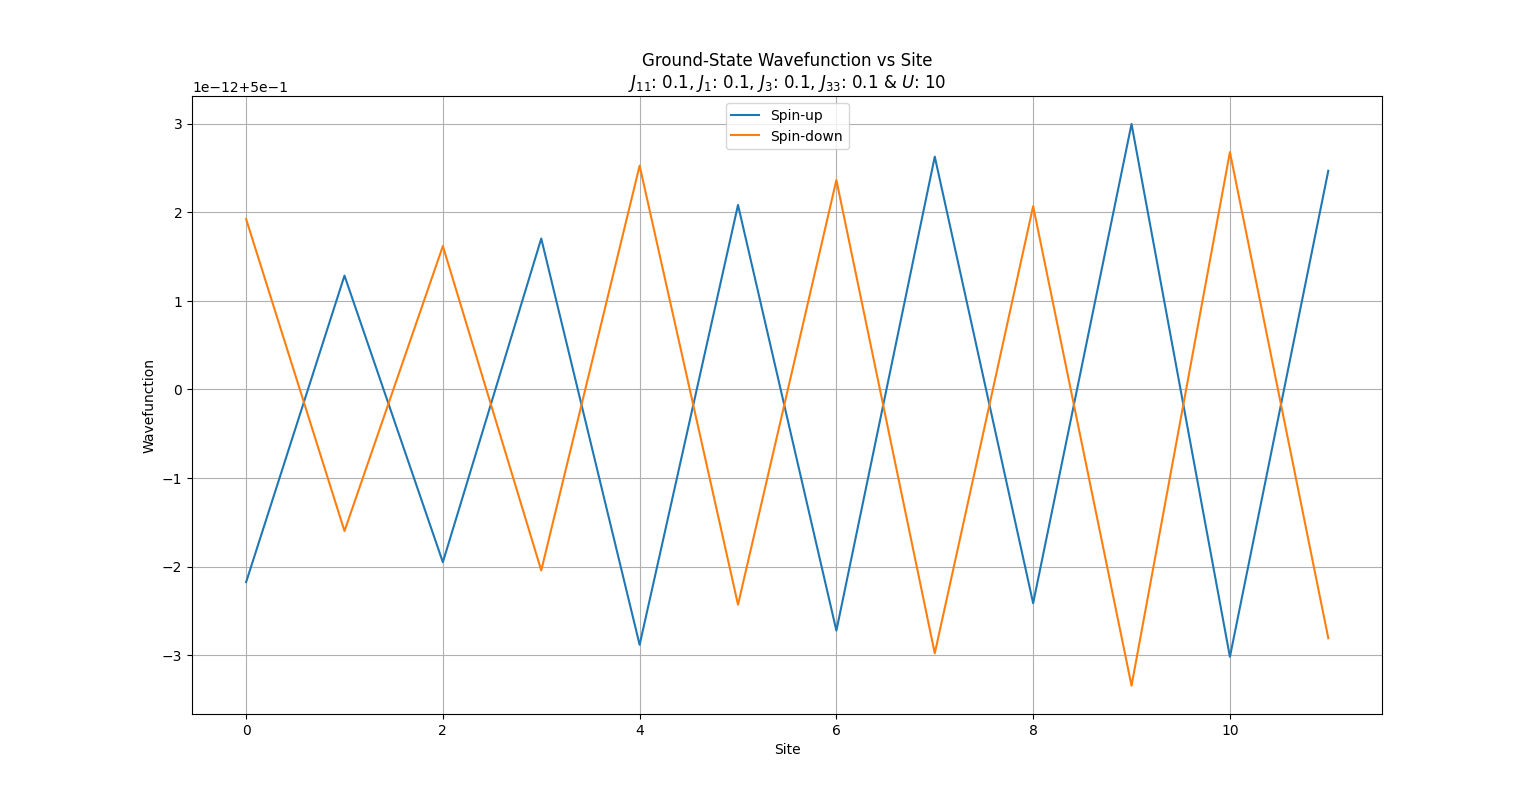 Ground-State Wavefunction vs Site
J₁₁: 0.1, J₁: 0.1, J₃: 0.1, J₃₃: 0.1 & U: 10
1e−12+5e−1
Spin-up
Spin-down
3
2
1
0
−1
−2
−3
Wavefunction
0 2 4 6 8 10
Site